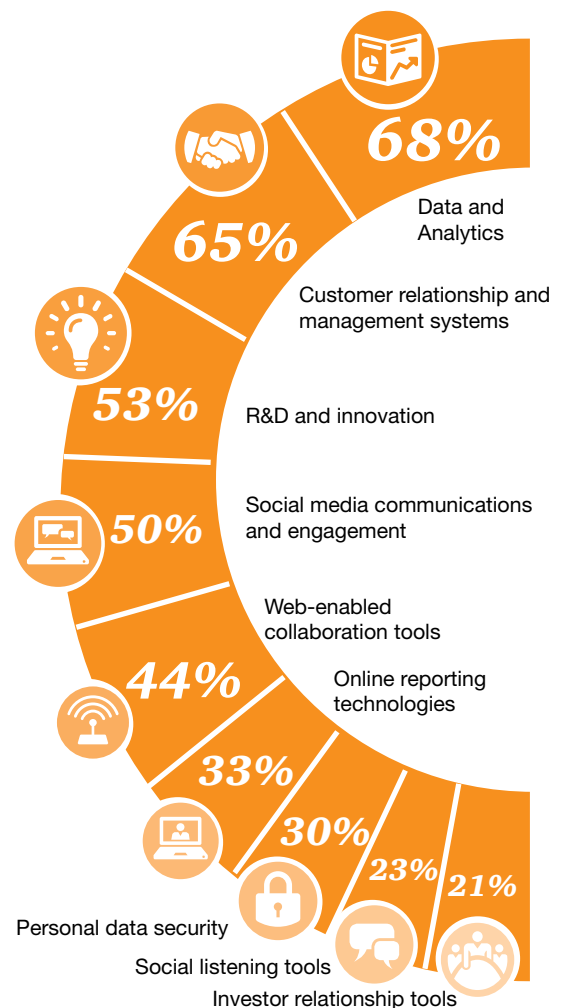 68%
Data and
Analytics
65%
Customer relationship and
management systems
53%
R&D and innovation
50%
Social media communications
and engagement
44%
Web-enabled
collaboration tools
33%
Online reporting
technologies
30%
Personal data security
23%
Social listening tools
21%
Investor relationship tools